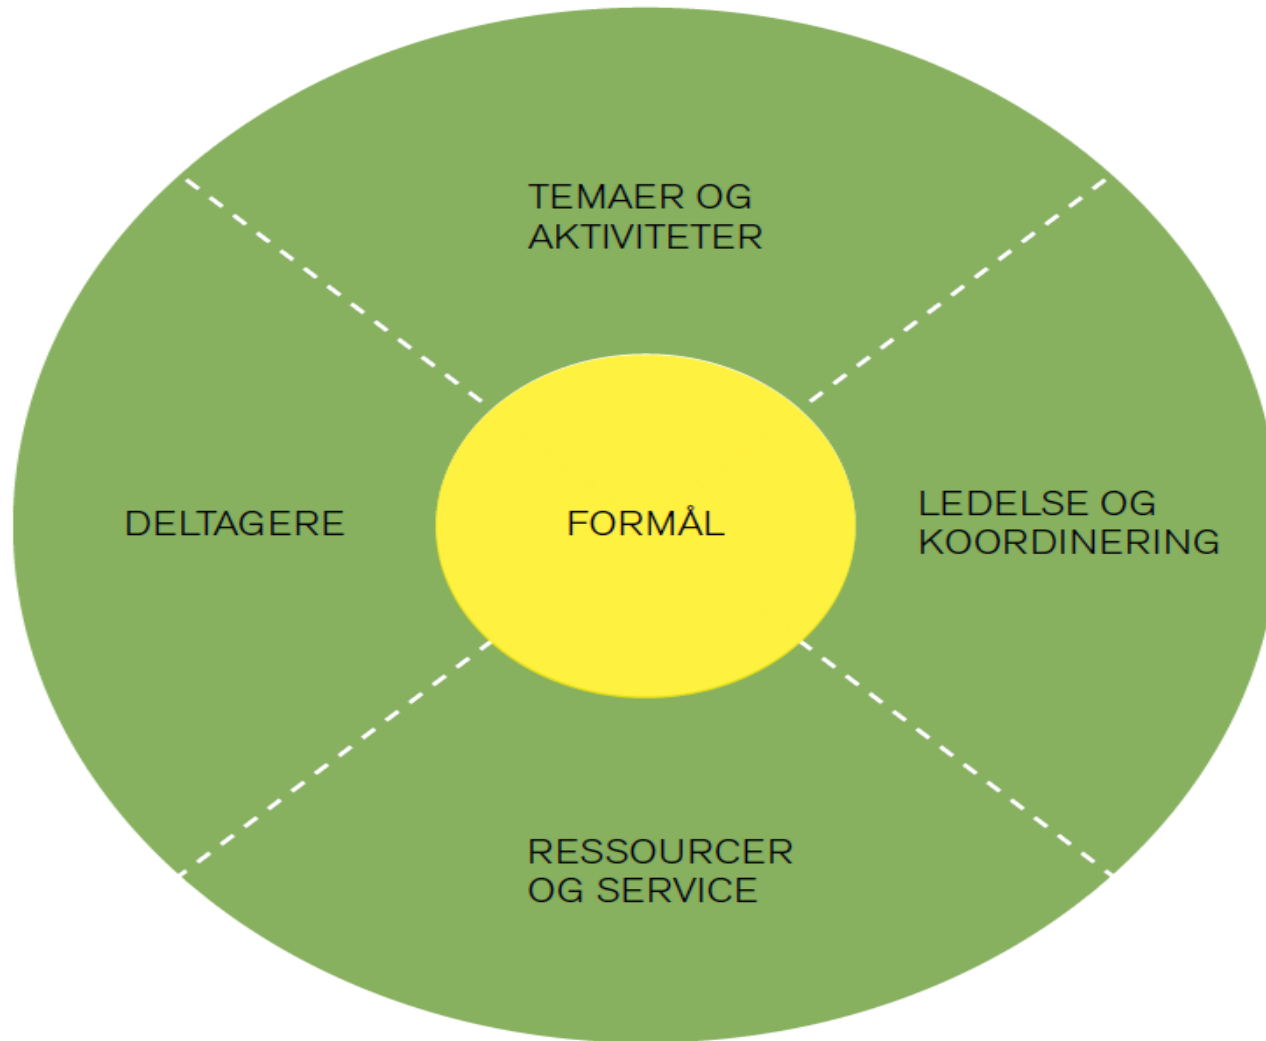 TEMAER OG
AKTIVITETER
DELTAGERE
FORMÅL
LEDELSE OG
KOORDINERING
RESSOURCER
OG SERVICE